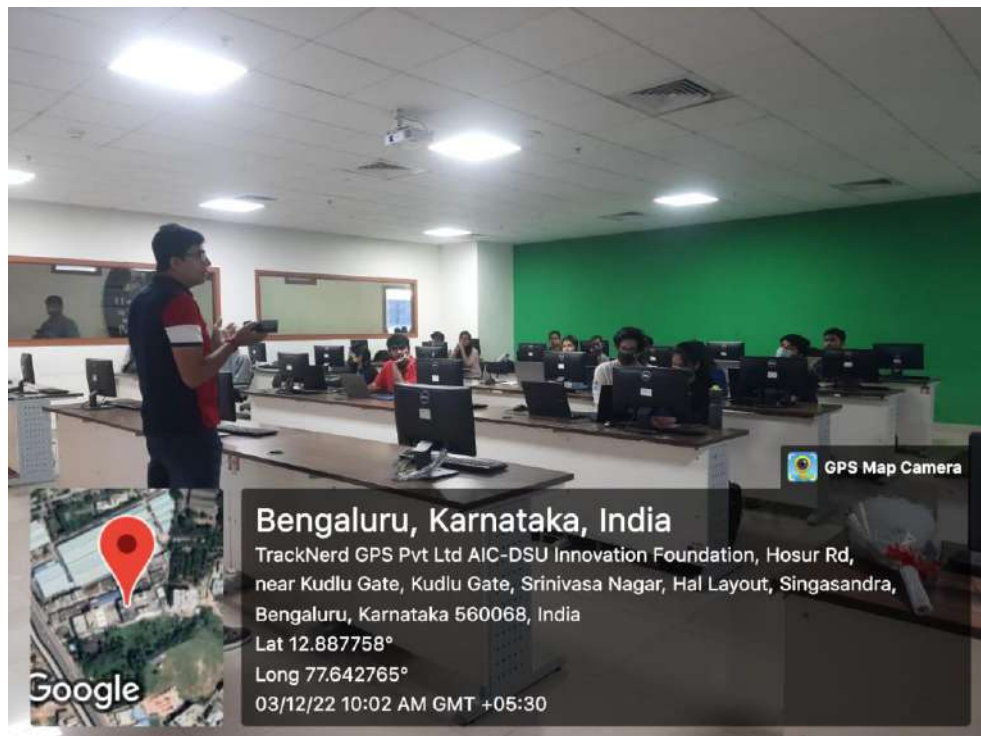 GPS Map Camera
Bengaluru, Karnataka, India
TrackNerd GPS Pvt Ltd AIC-DSU Innovation Foundation, Hosur Rd,
near Kudlu Gate, Kudlu Gate, Srinivasa Nagar, Hal Layout, Singasandra,
Bengaluru, Karnataka 560068, India
Lat 12.887758°
Long 77.642765°
03/12/22 10:02 AM GMT +05:30
Google